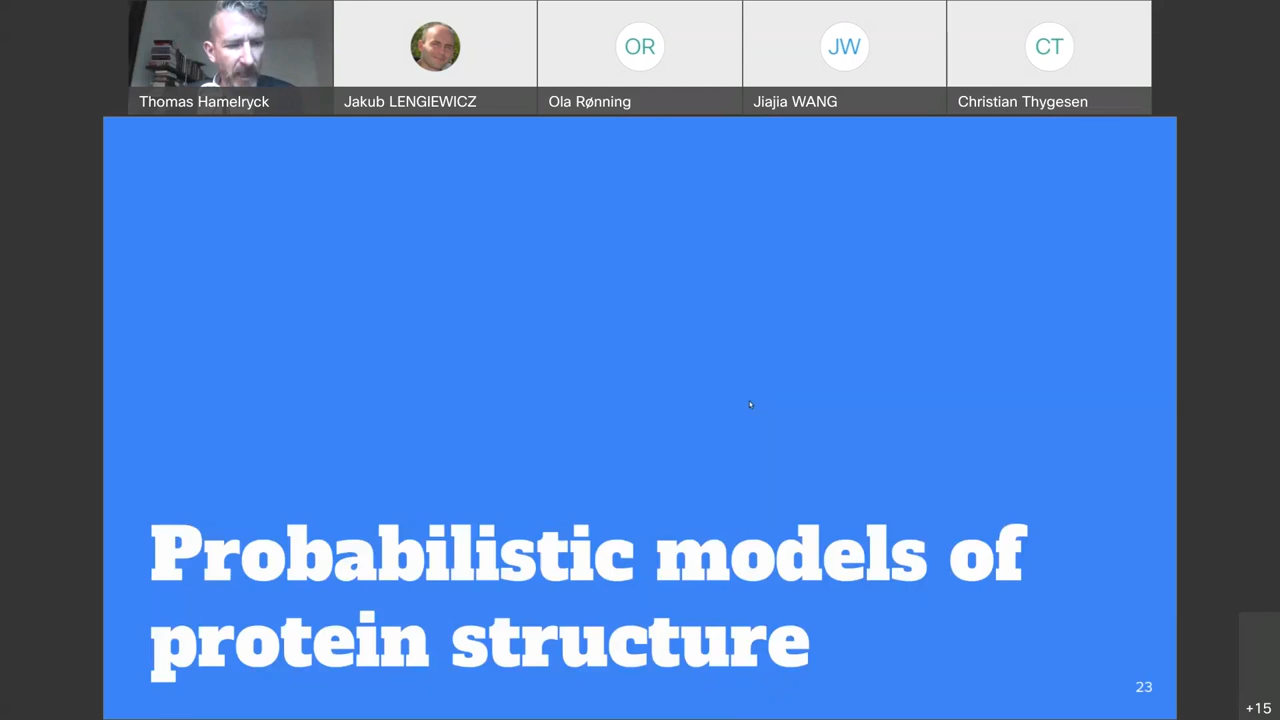 OR
JW
CT
Thomas Hamelryck
Jakub LENGIEWICZ
Ola Rønning
Jiajia WANG
Christian Thygesen
Probabilistic models of
protein structure
23
+15